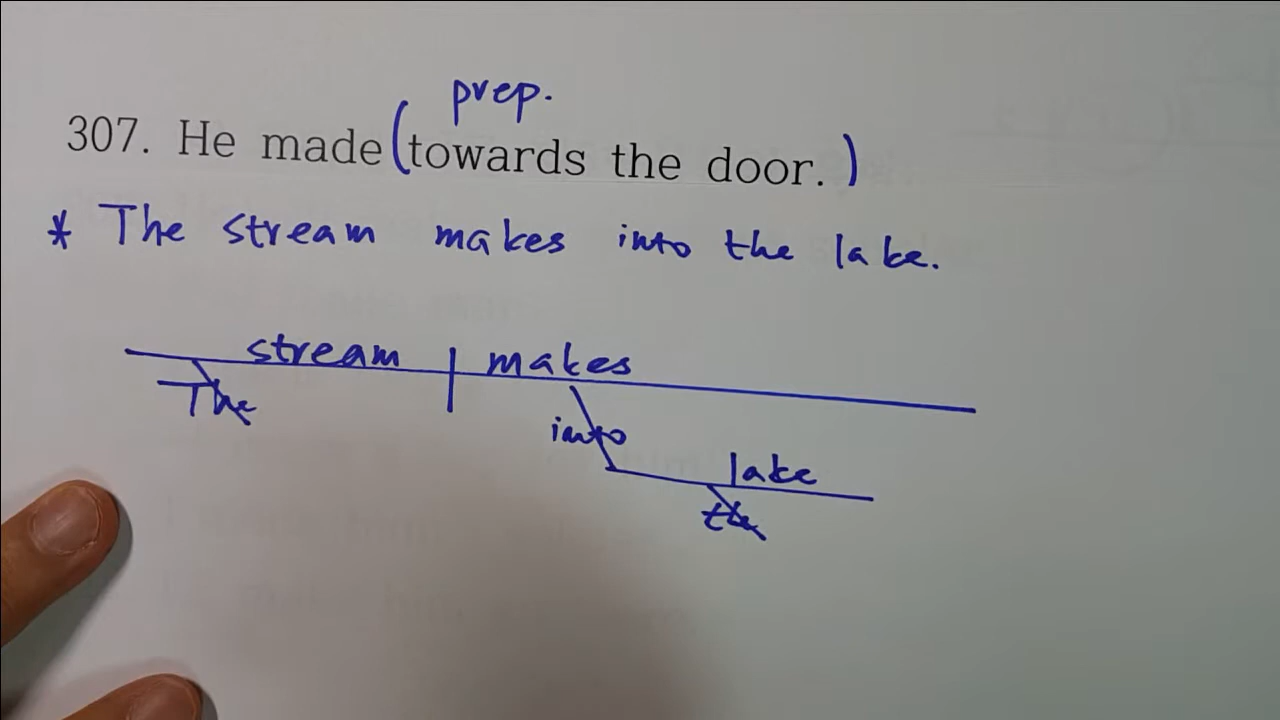 prep.
307. He made (towards the door.)
* The stream makes into the lake.
stream makes
The
into
lake
the